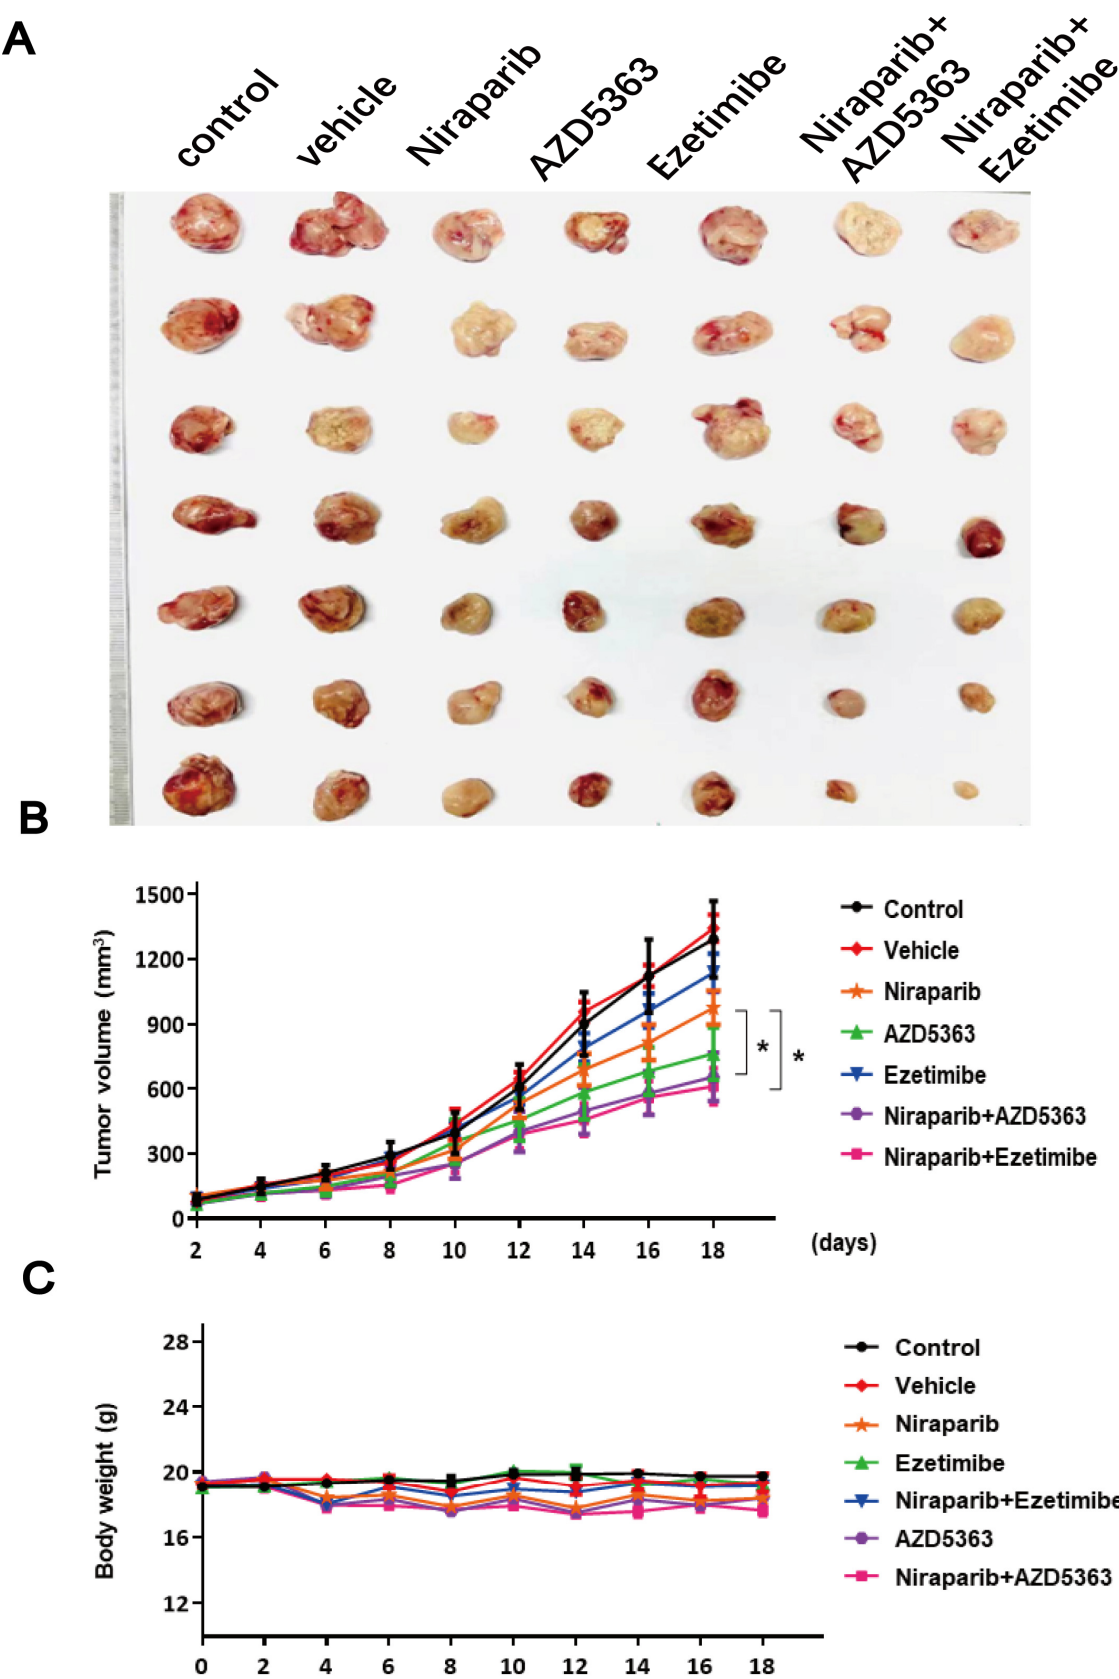 A
control
vehicle
Niraparib
AZD5363
Ezetimibe
Niraparib+
AZD5363
Niraparib+
Ezetimibe
B
Tumor volume (mm³)
1500
1200
900
600
300
0
2 4 6 8 10 12 14 16 18
(days)
*
*
Control
Vehicle
Niraparib
AZD5363
Ezetimibe
Niraparib+AZD5363
Niraparib+Ezetimibe
C
Body weight (g)
28
24
20
16
12
0 2 4 6 8 10 12 14 16 18
Control
Vehicle
Niraparib
Ezetimibe
Niraparib+Ezetimibe
AZD5363
Niraparib+AZD5363